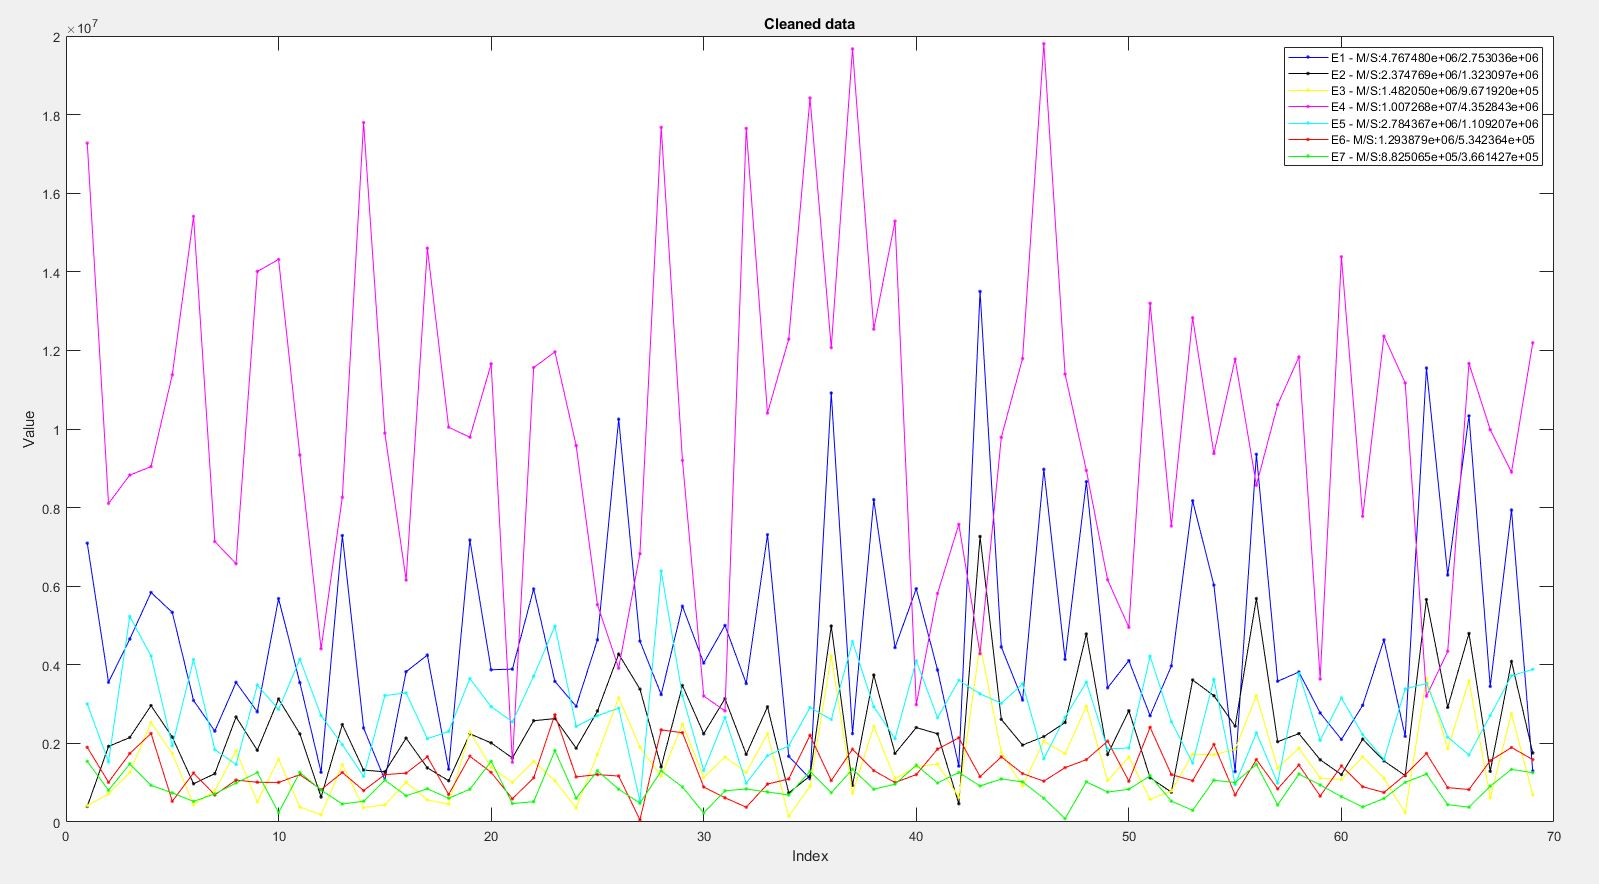 Cleaned data
×10^7
E1 - M/S:4.767480e+06/2.753036e+06
E2 - M/S:2.374769e+06/1.323097e+06
E3 - M/S:1.482050e+06/9.671920e+05
E4 - M/S:1.007268e+07/4.352843e+06
E5 - M/S:2.784367e+06/1.109207e+06
E6- M/S:1.293879e+06/5.342364e+05
E7 - M/S:8.825065e+05/3.661427e+05
2
1.8
1.6
1.4
1.2
1
0.8
0.6
0.4
0.2
0
Value
0 10 20 30 40 50 60 70
Index